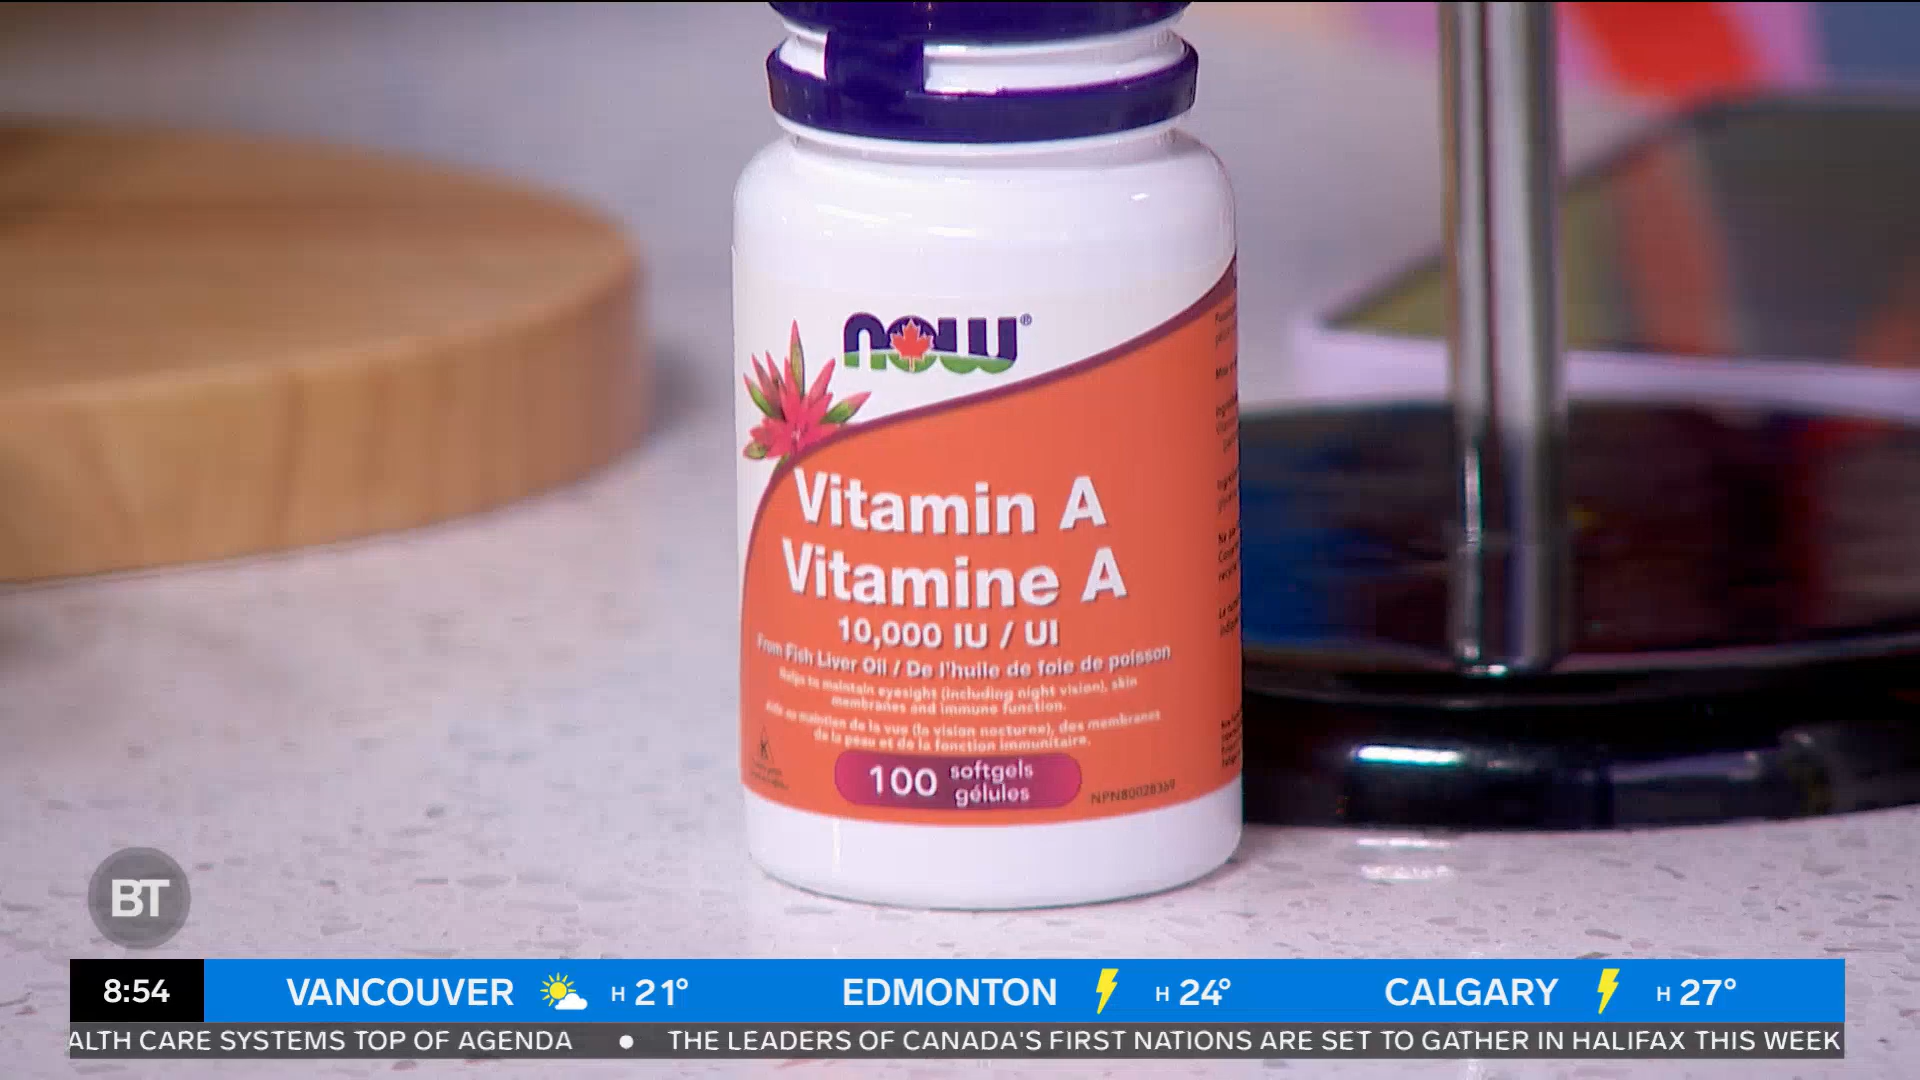 now®
Vitamin A
Vitamine A
10,000 IU / UI
From Fish Liver Oil / De l'huile de foie de poisson
Helps to maintain eyesight (including night vision), skin
membranes and immune function.
Aide au maintien de la vue (la vision nocturne), des membranes
de la peau et de la fonction immunitaire.
K
100 softgels
gélules
NPN80028369
BT
8:54 VANCOUVER H 21° EDMONTON H 24° CALGARY H 27°
ALTH CARE SYSTEMS TOP OF AGENDA ● THE LEADERS OF CANADA'S FIRST NATIONS ARE SET TO GATHER IN HALIFAX THIS WEEK